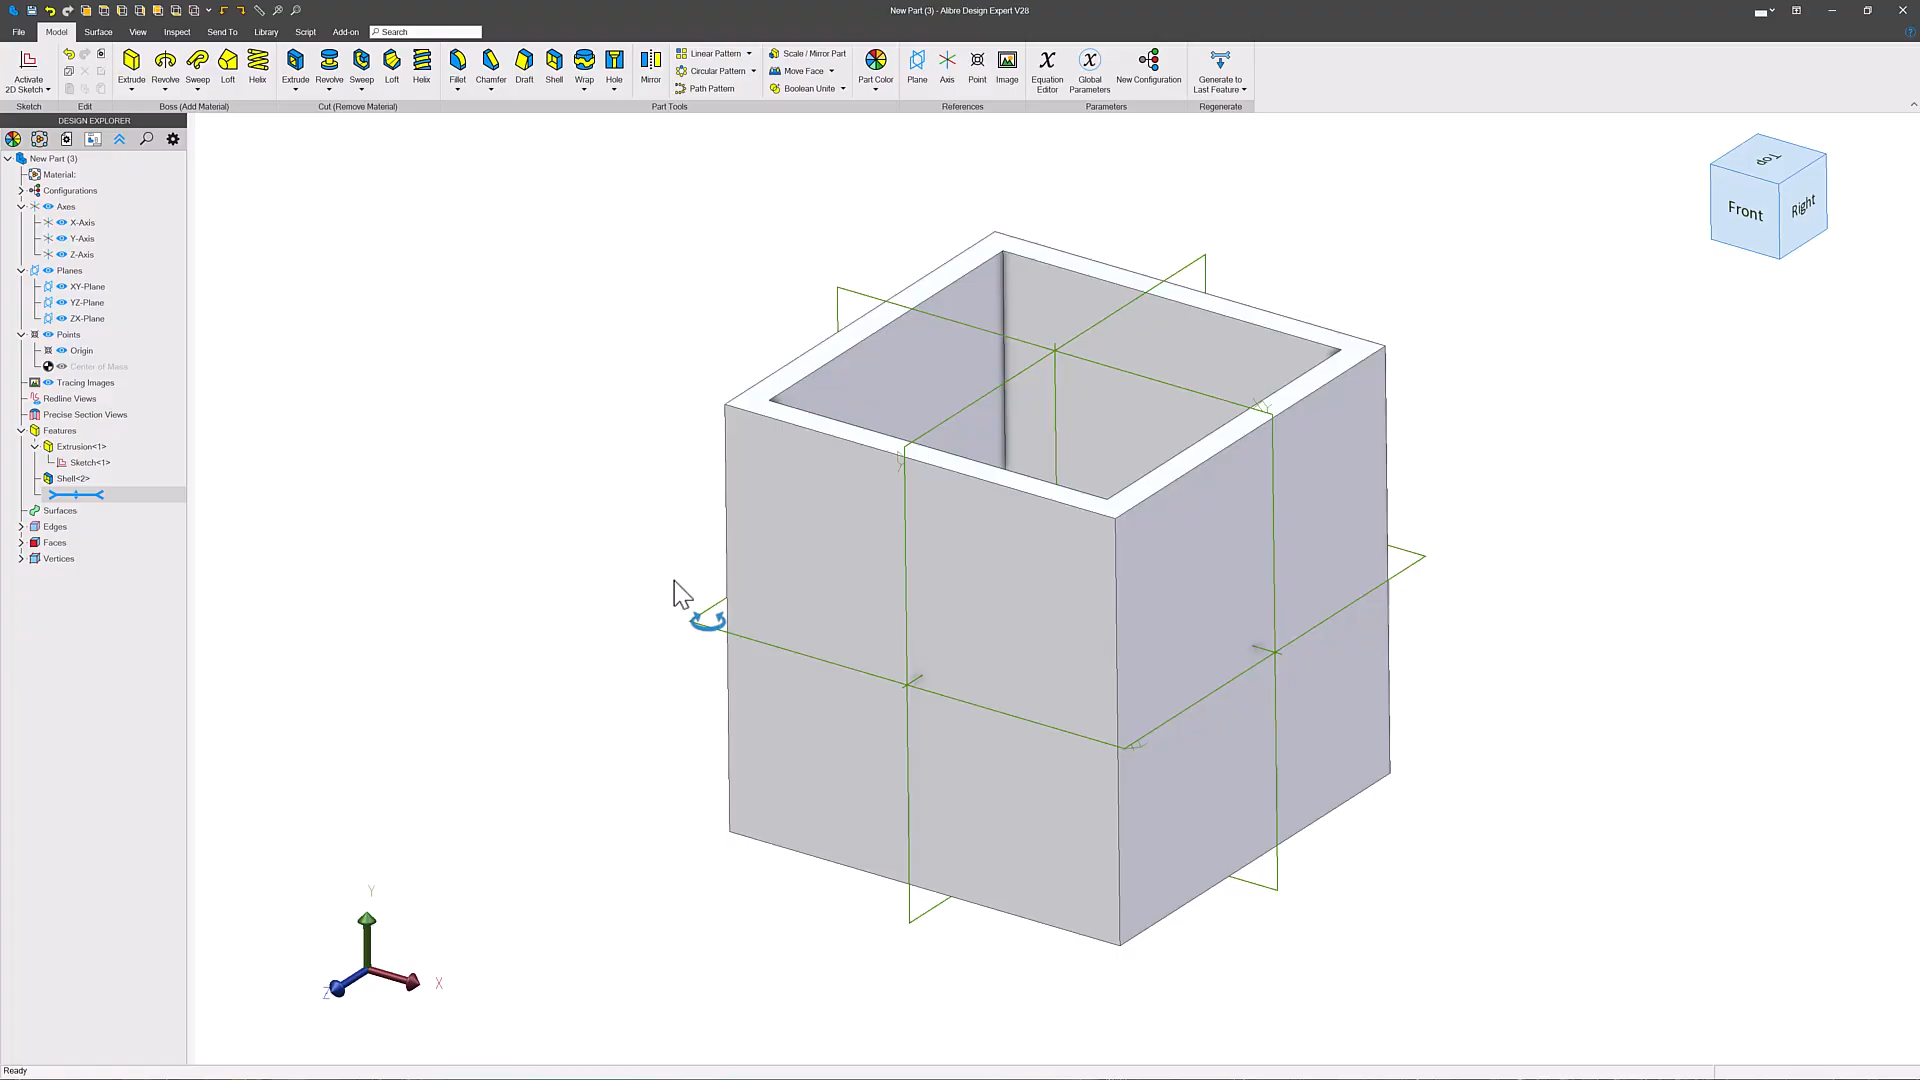 New Part (3) - Alibre Design Expert V28
File Model Surface View Inspect Send To Library Script Add-on Search
Activate 2D Sketch
Extrude Revolve Sweep Loft Helix
Extrude Revolve Sweep Loft Helix
Fillet Chamfer Draft Shell Wrap Hole Mirror
Linear Pattern
Circular Pattern
Path Pattern
Scale / Mirror Part
Move Face
Boolean Unite
Part Color
Plane Axis Point Image
Equation Editor
Global Parameters
New Configuration
Generate to Last Feature
Sketch Edit Boss (Add Material) Cut (Remove Material) Part Tools References Parameters Regenerate
DESIGN EXPLORER
New Part (3)
Material:
Configurations
Axes
X-Axis
Y-Axis
Z-Axis
Planes
XY-Plane
YZ-Plane
ZX-Plane
Points
Origin
Center of Mass
Tracing Images
Redline Views
Precise Section Views
Features
Extrusion<1>
Sketch<1>
Shell<2>
Surfaces
Edges
Faces
Vertices
Top
Front
Right
Y
X
Z
Ready